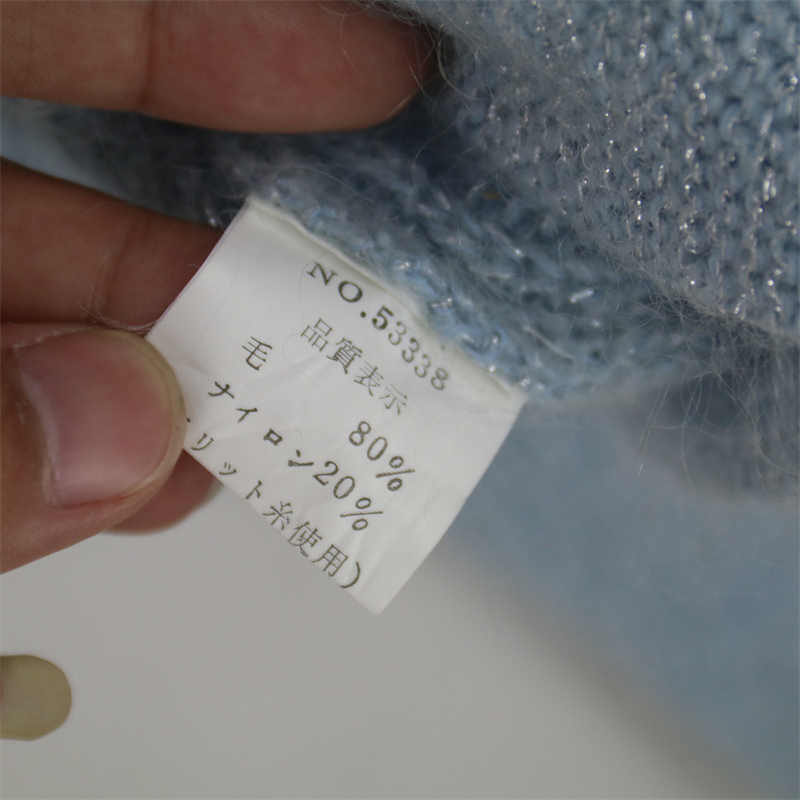 NO.53338
品質表示
毛 80%
ナイロン20%
リット糸使用)